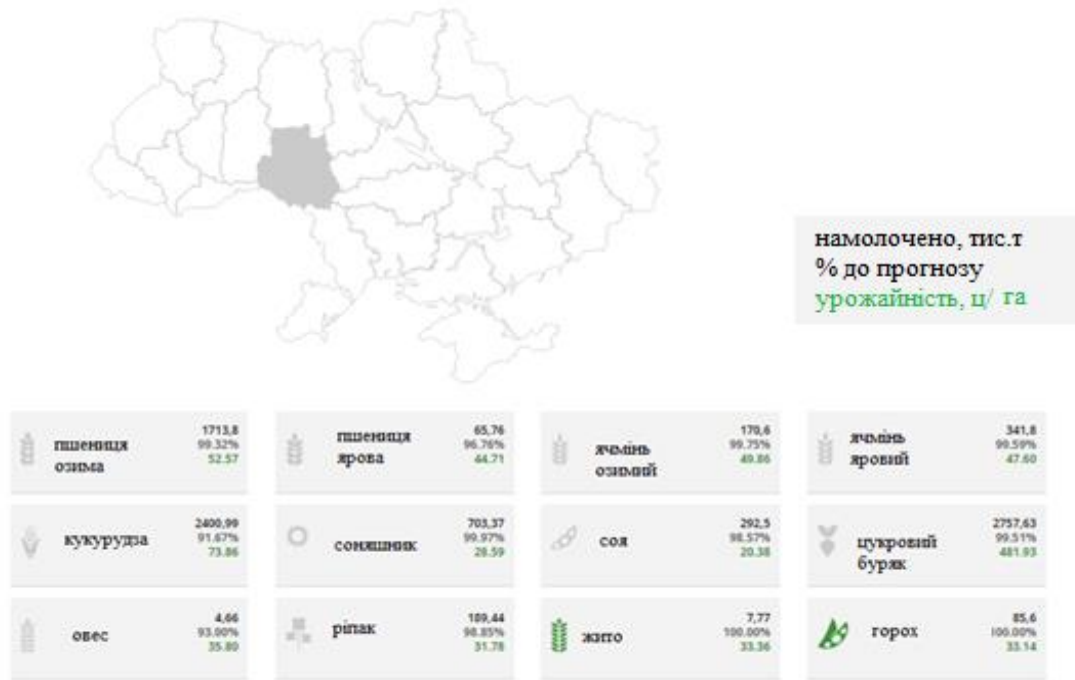 намолочено, тис.т
% до прогнозу
урожайність, ц/ га
пшениця
озима
1713,8
99.32%
52.57
пшениця
ярова
65,76
96.76%
44.71
ячмінь
озимий
170,6
99.75%
49.86
ячмінь
яровий
341,8
99.59%
47.60
кукурудза
2400,99
91.67%
73.86
соняшник
703,37
99.97%
28.59
соя
292,5
98.57%
20.38
цукровий
буряк
2757,63
99.51%
481.93
овес
4,66
93.00%
35.80
ріпак
189,44
98.85%
31.78
жито
7,77
100.00%
33.36
горох
85,6
100.00%
33.14